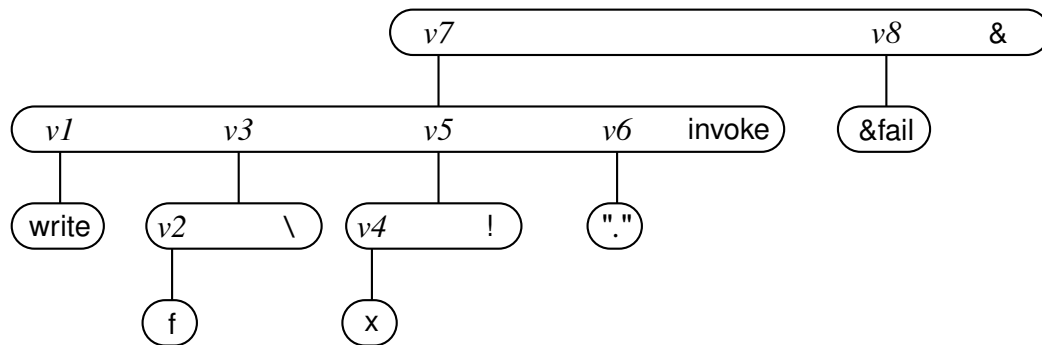 v7 v8 &
v1 v3 v5 v6 invoke &fail
write v2 \ v4 ! "."
f x